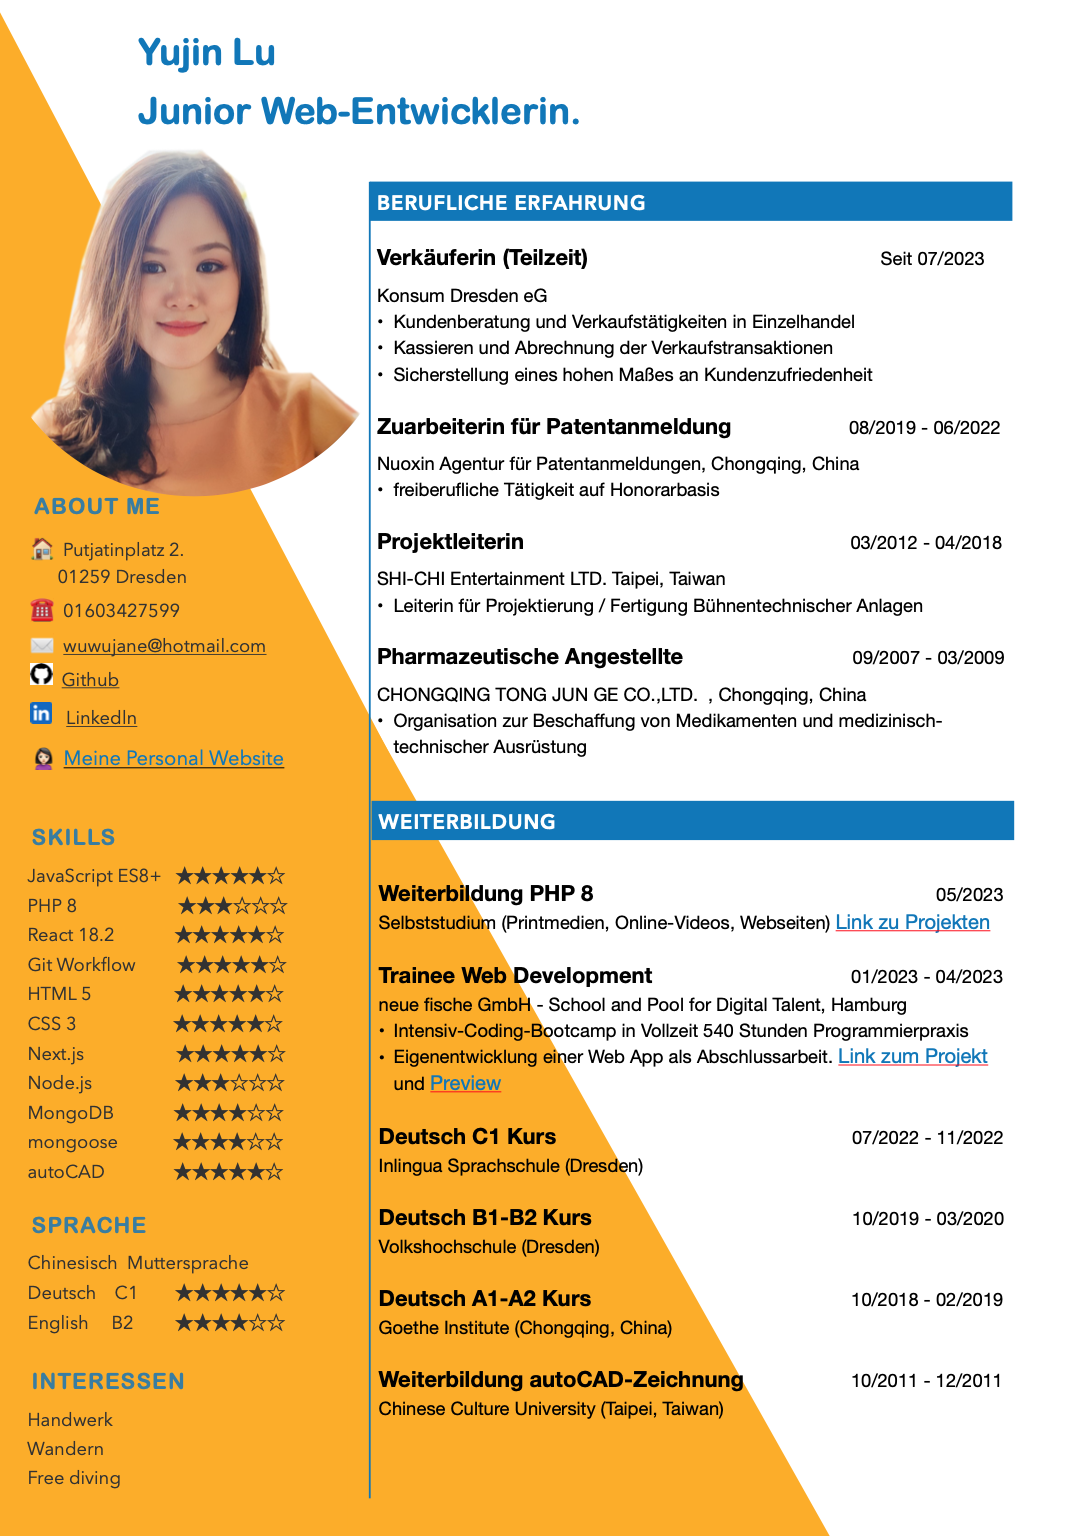 Yujin Lu
Junior Web-Entwicklerin.
ABOUT ME
Putjatinplatz 2.
01259 Dresden
01603427599
wuwujane@hotmail.com
Github
LinkedIn
Meine Personal Website
SKILLS
JavaScript ES8+ ★★★★★☆
PHP 8 ★★★☆☆☆
React 18.2 ★★★★★☆
Git Workflow ★★★★★☆
HTML 5 ★★★★★☆
CSS 3 ★★★★★☆
Next.js ★★★★★☆
Node.js ★★★☆☆☆
MongoDB ★★★★☆☆
mongoose ★★★★☆☆
autoCAD ★★★★★☆
SPRACHE
Chinesisch Muttersprache
Deutsch C1 ★★★★★☆
English B2 ★★★★☆☆
INTERESSEN
Handwerk
Wandern
Free diving
BERUFLICHE ERFAHRUNG
Verkäuferin (Teilzeit) Seit 07/2023
Konsum Dresden eG
• Kundenberatung und Verkaufstätigkeiten in Einzelhandel
• Kassieren und Abrechnung der Verkaufstransaktionen
• Sicherstellung eines hohen Maßes an Kundenzufriedenheit
Zuarbeiterin für Patentanmeldung 08/2019 - 06/2022
Nuoxin Agentur für Patentanmeldungen, Chongqing, China
• freiberufliche Tätigkeit auf Honorarbasis
Projektleiterin 03/2012 - 04/2018
SHI-CHI Entertainment LTD. Taipei, Taiwan
• Leiterin für Projektierung / Fertigung Bühnentechnischer Anlagen
Pharmazeutische Angestellte 09/2007 - 03/2009
CHONGQING TONG JUN GE CO.,LTD. , Chongqing, China
• Organisation zur Beschaffung von Medikamenten und medizinisch-
technischer Ausrüstung
WEITERBILDUNG
Weiterbildung PHP 8 05/2023
Selbststudium (Printmedien, Online-Videos, Webseiten) Link zu Projekten
Trainee Web Development 01/2023 - 04/2023
neue fische GmbH - School and Pool for Digital Talent, Hamburg
• Intensiv-Coding-Bootcamp in Vollzeit 540 Stunden Programmierpraxis
• Eigenentwicklung einer Web App als Abschlussarbeit. Link zum Projekt
und Preview
Deutsch C1 Kurs 07/2022 - 11/2022
Inlingua Sprachschule (Dresden)
Deutsch B1-B2 Kurs 10/2019 - 03/2020
Volkshochschule (Dresden)
Deutsch A1-A2 Kurs 10/2018 - 02/2019
Goethe Institute (Chongqing, China)
Weiterbildung autoCAD-Zeichnung 10/2011 - 12/2011
Chinese Culture University (Taipei, Taiwan)